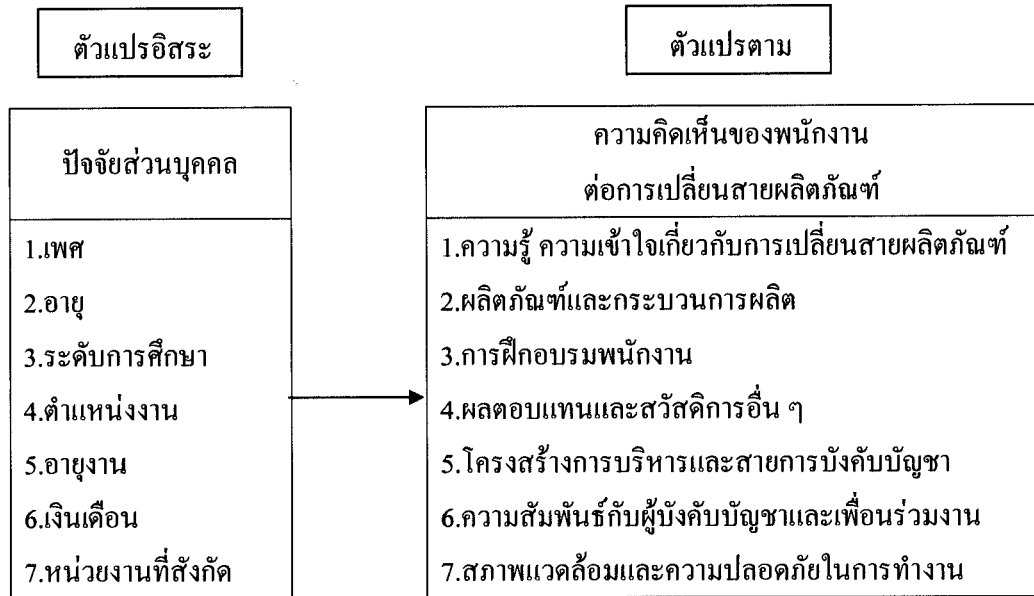 ตัวแปรอิสระ
ตัวแปรตาม
ปัจจัยส่วนบุคคล
1.เพศ
2.อายุ
3.ระดับการศึกษา
4.ตำแหน่งงาน
5.อายุงาน
6.เงินเดือน
7.หน่วยงานที่สังกัด
ความคิดเห็นของพนักงาน
ต่อการเปลี่ยนสายผลิตภัณฑ์
1.ความรู้ ความเข้าใจเกี่ยวกับการเปลี่ยนสายผลิตภัณฑ์
2.ผลิตภัณฑ์และกระบวนการผลิต
3.การฝึกอบรมพนักงาน
4.ผลตอบแทนและสวัสดิการอื่น ๆ
5.โครงสร้างการบริหารและสายการบังคับบัญชา
6.ความสัมพันธ์กับผู้บังคับบัญชาและเพื่อนร่วมงาน
7.สภาพแวดล้อมและความปลอดภัยในการทำงาน